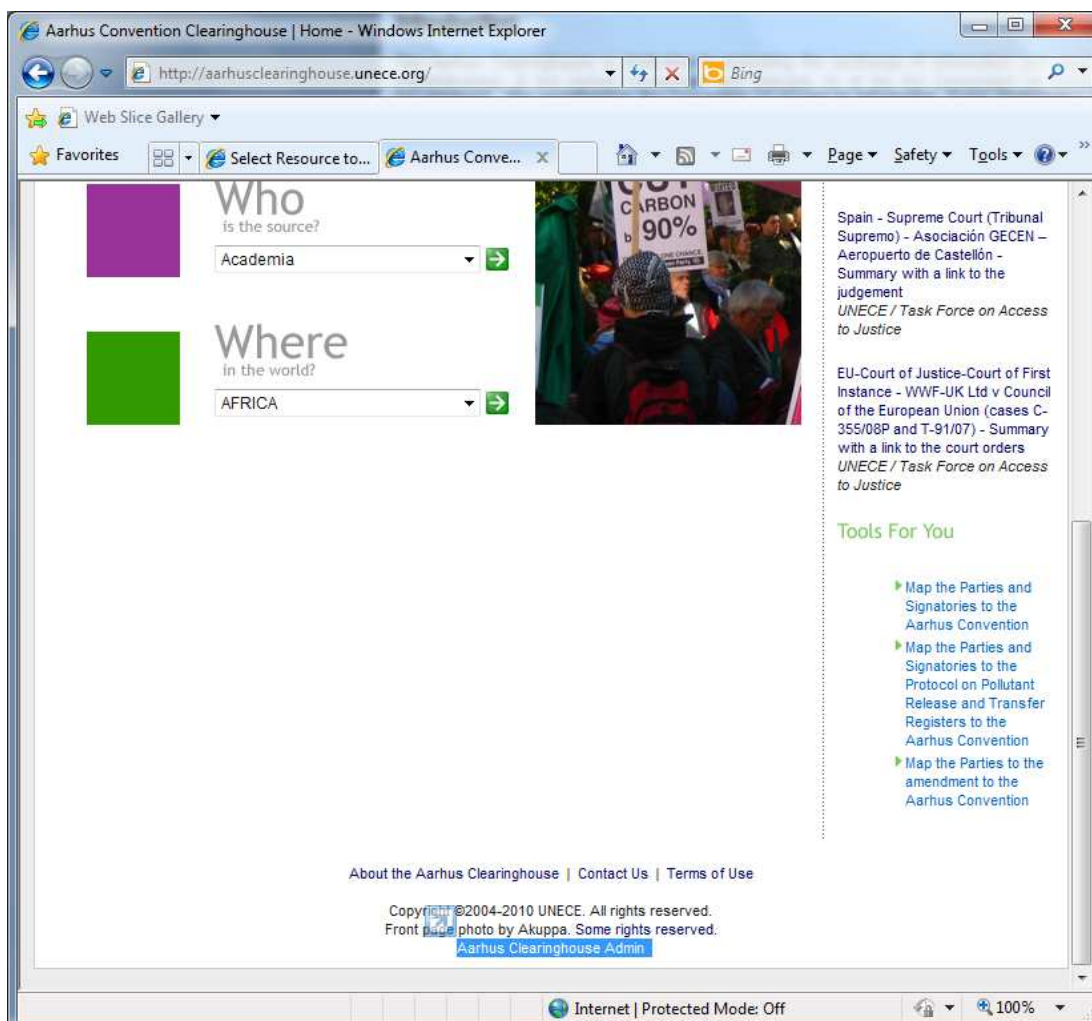 Aarhus Convention Clearinghouse | Home - Windows Internet Explorer
http://aarhusclearinghouse.unece.org/
Bing
Web Slice Gallery
Favorites
Select Resource to...
Aarhus Conve...
Page
Safety
Tools
Who
is the source?
Academia
Where
in the world?
AFRICA
CARBON
by 90%
Spain - Supreme Court (Tribunal
Supremo) - Asociación GECEN –
Aeropuerto de Castellón -
Summary with a link to the
judgement
UNECE / Task Force on Access
to Justice
EU-Court of Justice-Court of First
Instance - WWF-UK Ltd v Council
of the European Union (cases C-
355/08P and T-91/07) - Summary
with a link to the court orders
UNECE / Task Force on Access
to Justice
Tools For You
Map the Parties and
Signatories to the
Aarhus Convention
Map the Parties and
Signatories to the
Protocol on Pollutant
Release and Transfer
Registers to the
Aarhus Convention
Map the Parties to the
amendment to the
Aarhus Convention
About the Aarhus Clearinghouse | Contact Us | Terms of Use
Copyright ©2004-2010 UNECE. All rights reserved.
Front page photo by Akuppa. Some rights reserved.
Aarhus Clearinghouse Admin
Internet | Protected Mode: Off
100%